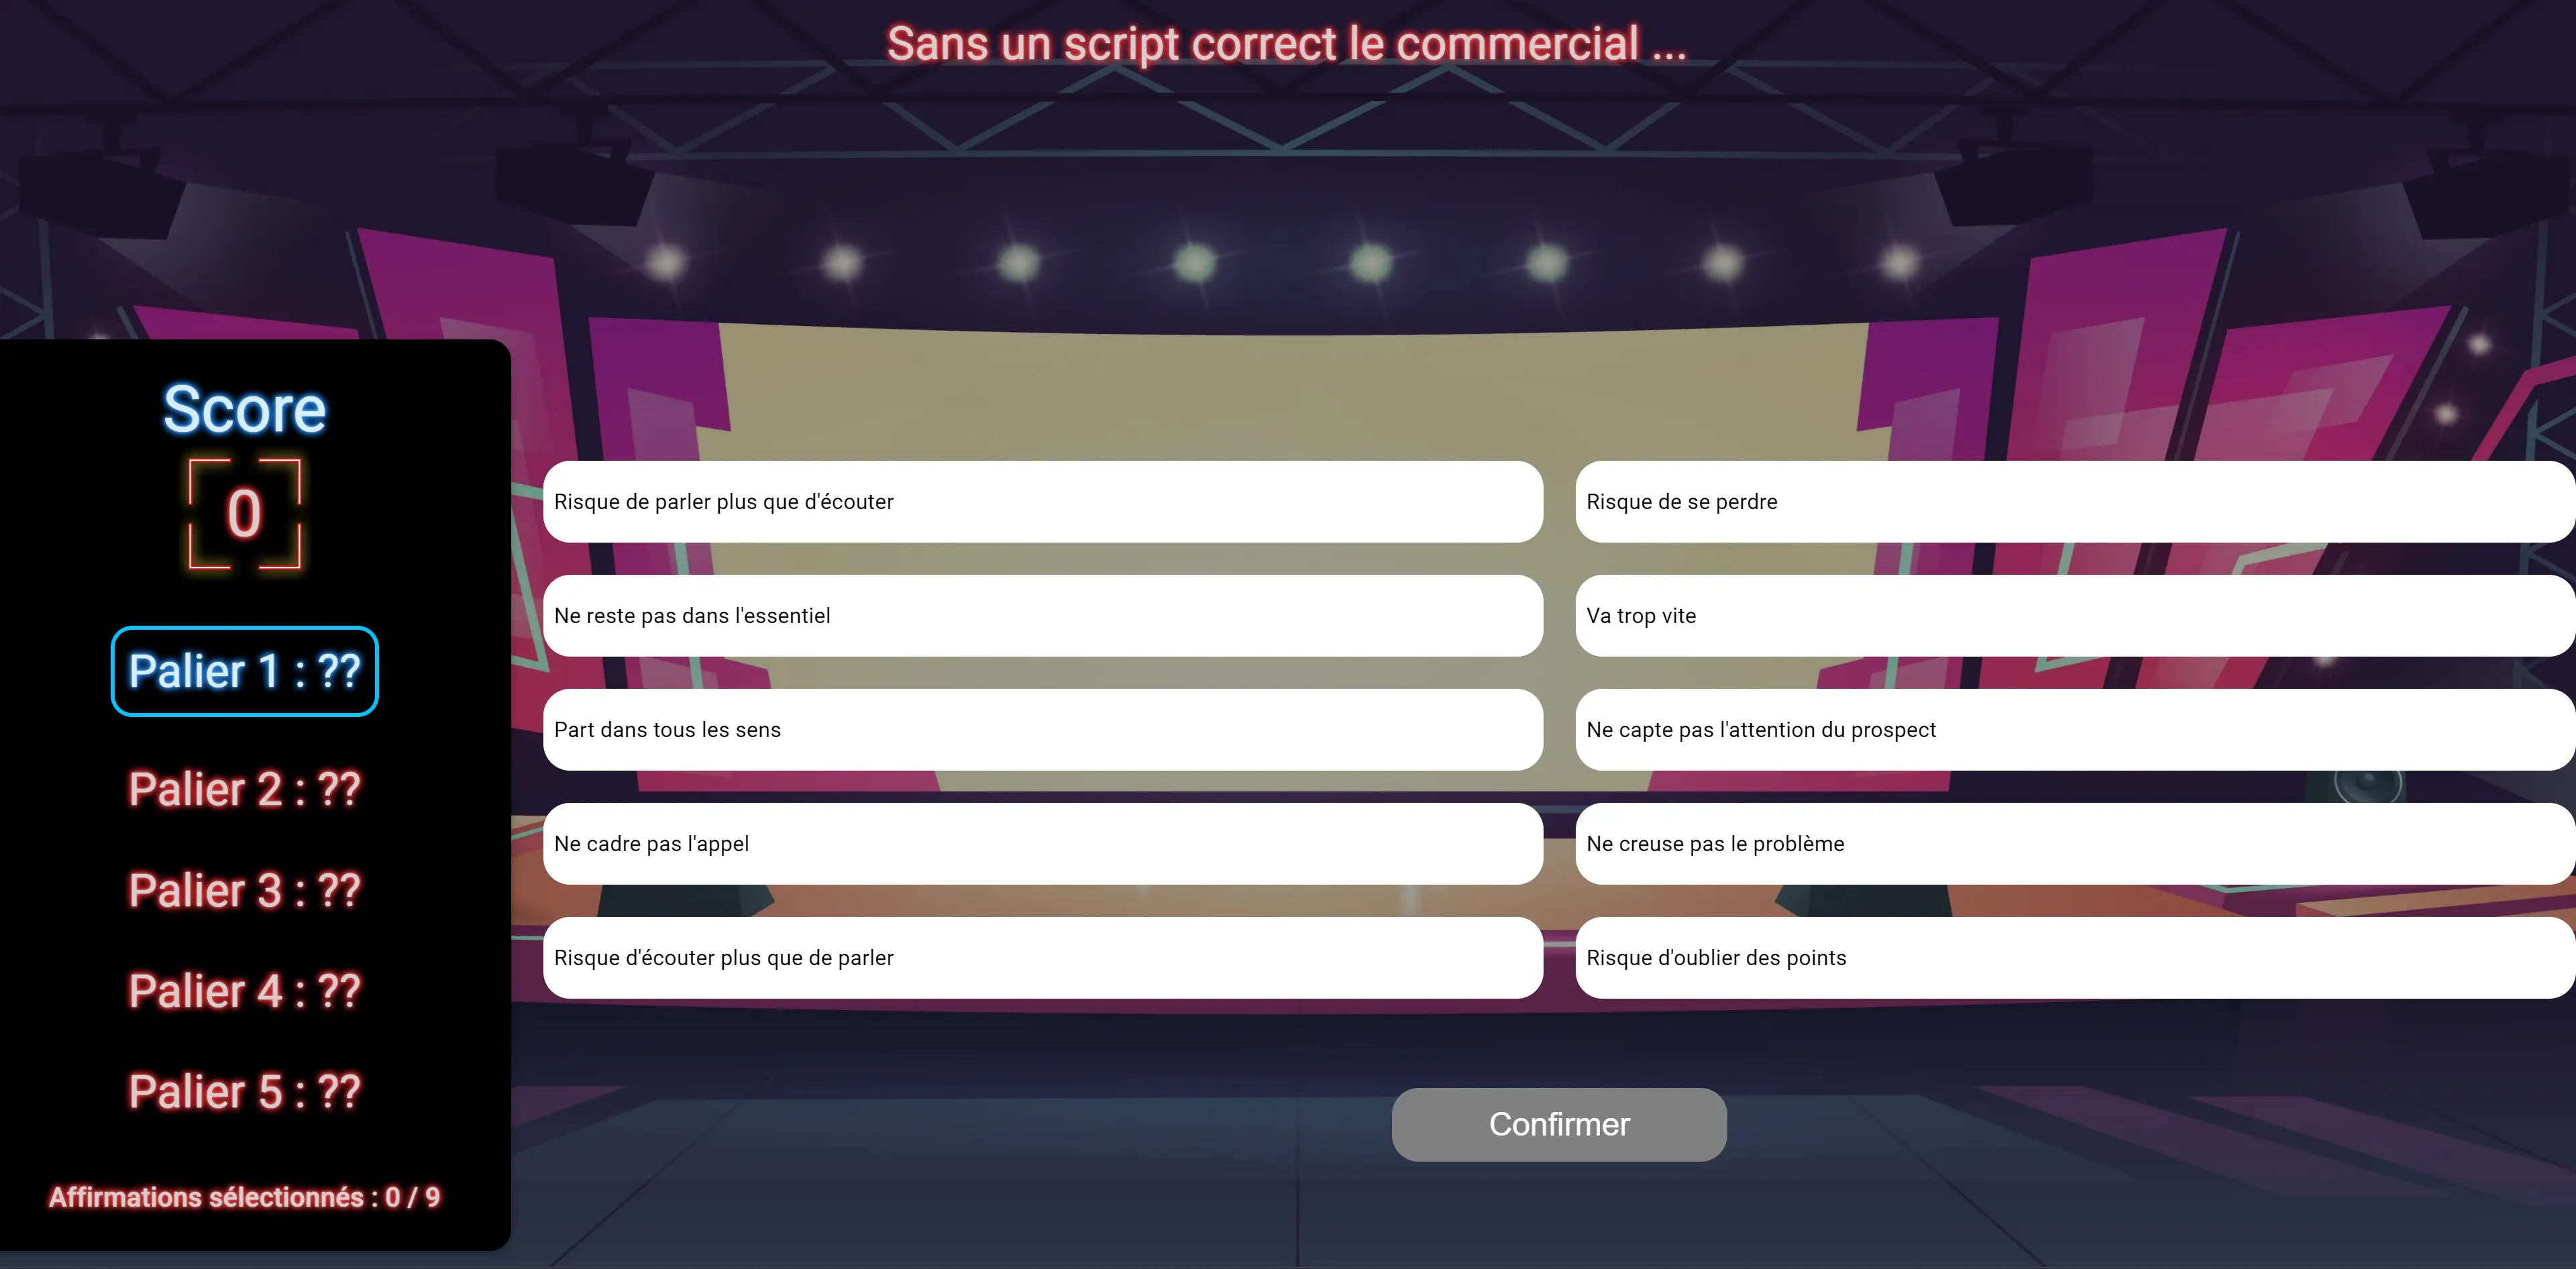 Sans un script correct le commercial ...
Score
0
Palier 1 : ??
Palier 2 : ??
Palier 3 : ??
Palier 4 : ??
Palier 5 : ??
Affirmations sélectionnés : 0 / 9
Risque de parler plus que d'écouter
Risque de se perdre
Ne reste pas dans l'essentiel
Va trop vite
Part dans tous les sens
Ne capte pas l'attention du prospect
Ne cadre pas l'appel
Ne creuse pas le problème
Risque d'écouter plus que de parler
Risque d'oublier des points
Confirmer